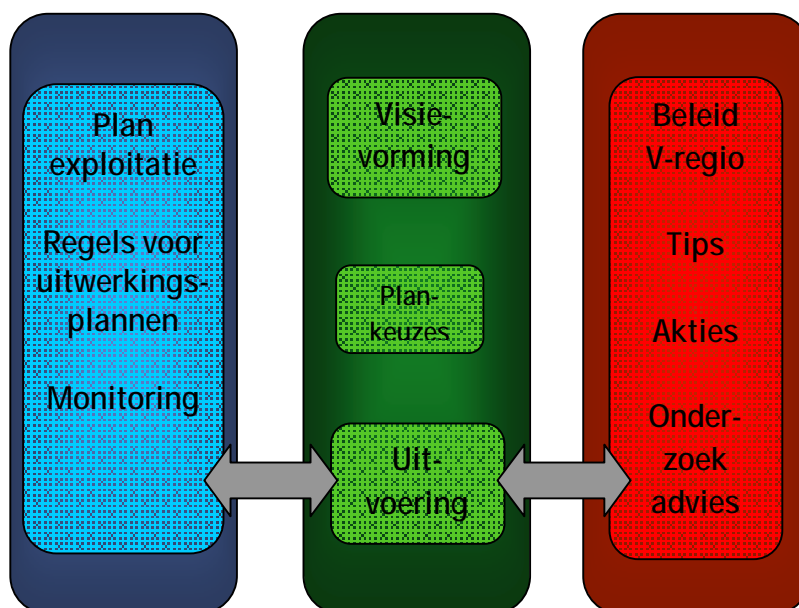 Plan
exploitatie
Regels voor
uitwerkings-
plannen
Monitoring
Visie-
vorming
Plan-
keuzes
Uit-
voering
Beleid
V-regio
Tips
Akties
Onder-
zoek
advies